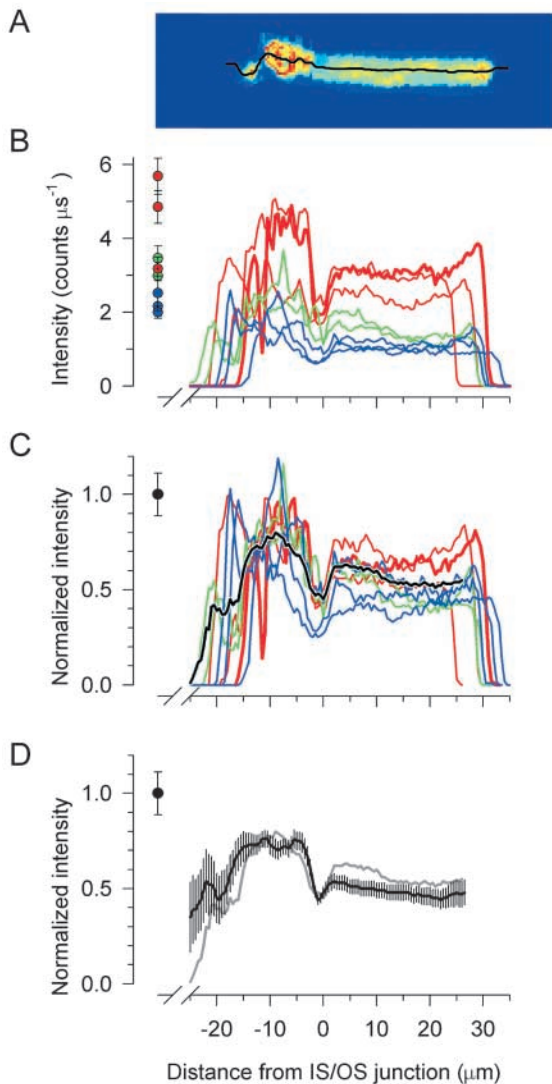 A
B
6
4
2
0
Intensity (counts μs⁻¹)
C
1.0
0.5
0.0
Normalized intensity
D
1.0
0.5
0.0
Normalized intensity
-20 -10 0 10 20 30
Distance from IS/OS junction (μm)